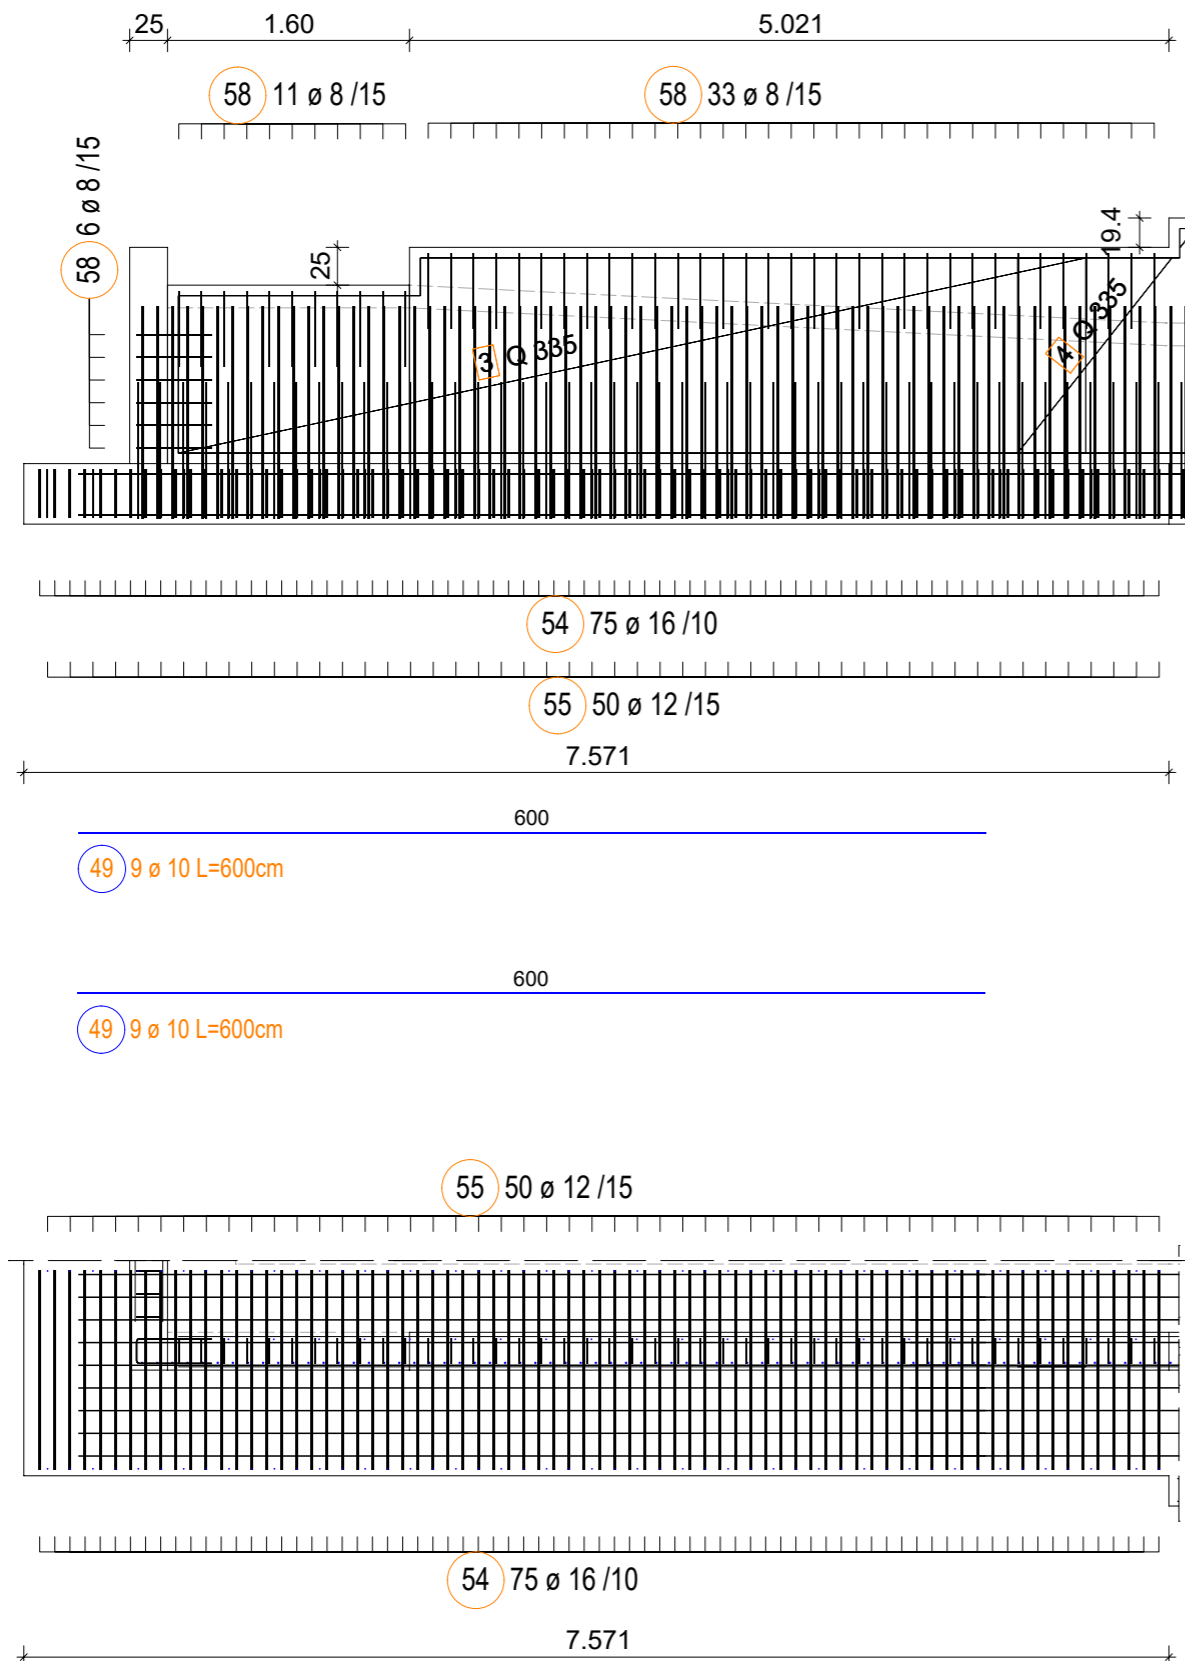 25 1.60 5.021
58 11 ø 8 /15
58 33 ø 8 /15
58 6 ø 8 /15
25
19.4
3 Q 335
4 Q 335
54 75 ø 16 /10
55 50 ø 12 /15
7.571
600
49 9 ø 10 L=600cm
600
49 9 ø 10 L=600cm
55 50 ø 12 /15
54 75 ø 16 /10
7.571